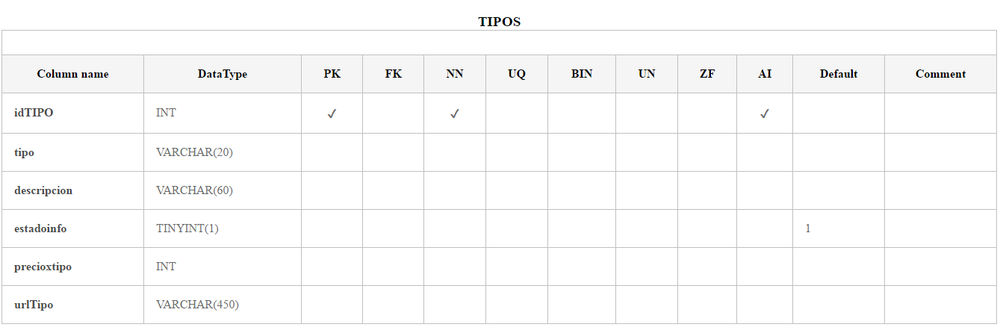 TIPOS
Column name DataType PK FK NN UQ BIN UN ZF AI Default Comment
idTIPO INT ✓ ✓ ✓
tipo VARCHAR(20)
descripcion VARCHAR(60)
estadoinfo TINYINT(1) 1
precioxtipo INT
urlTipo VARCHAR(450)